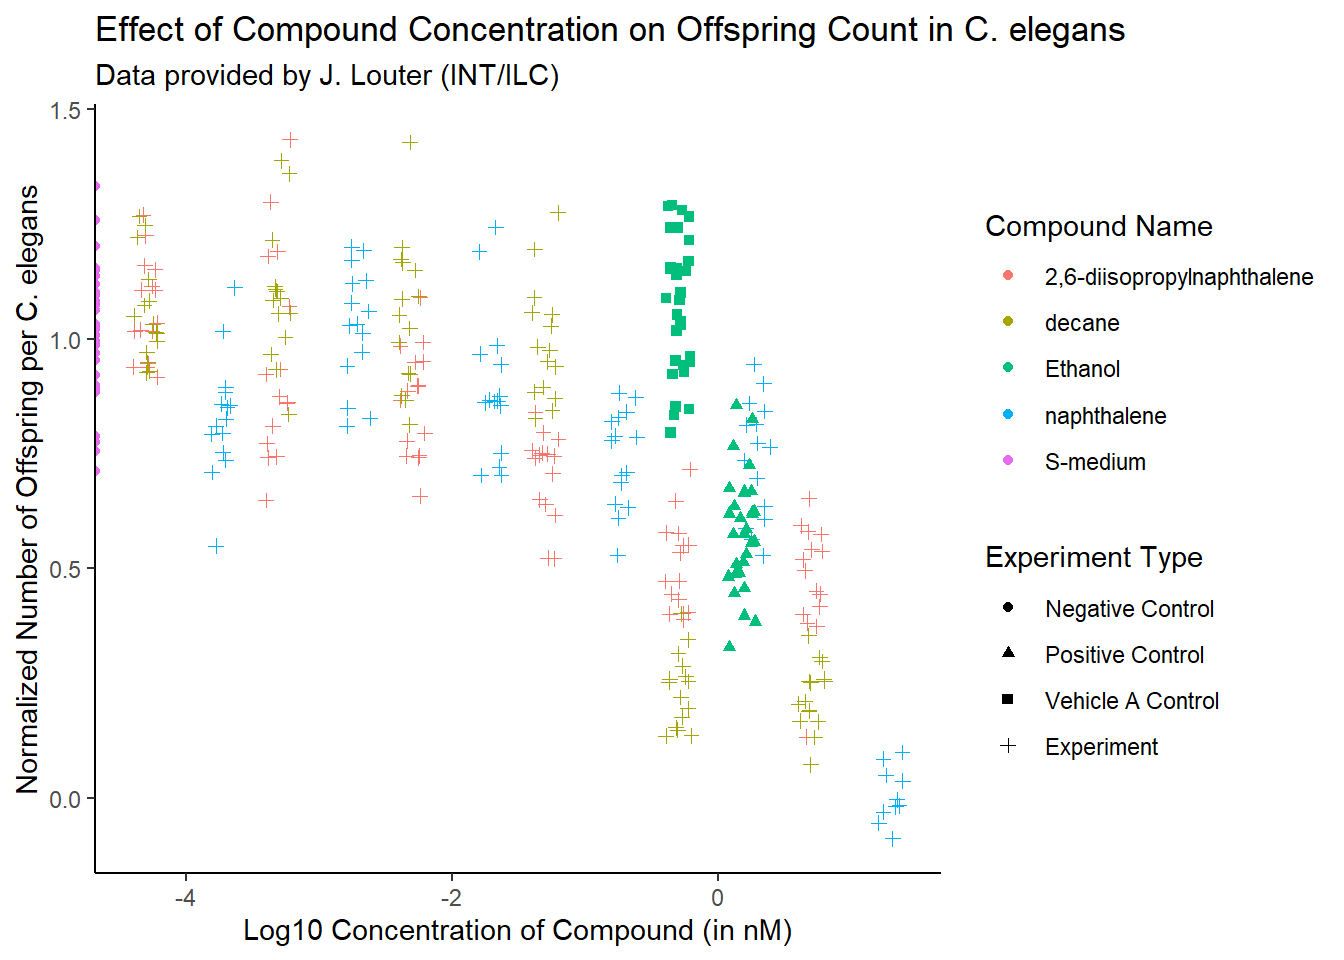 Effect of Compound Concentration on Offspring Count in C. elegans
Data provided by J. Louter (INT/ILC)
Normalized Number of Offspring per C. elegans
1.5
1.0
0.5
0.0
-4
-2
0
Log10 Concentration of Compound (in nM)
Compound Name
2,6-diisopropylnaphthalene
decane
Ethanol
naphthalene
S-medium
Experiment Type
Negative Control
Positive Control
Vehicle A Control
Experiment